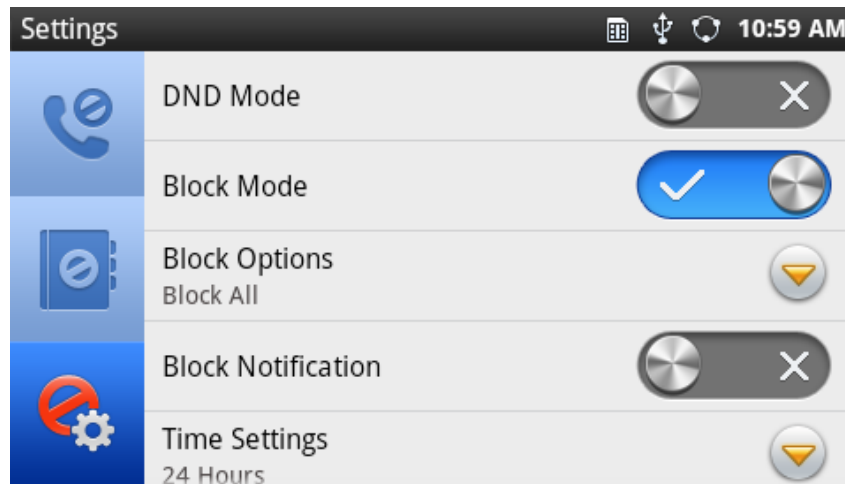 Settings
10:59 AM
DND Mode
Block Mode
Block Options
Block All
Block Notification
Time Settings
24 Hours